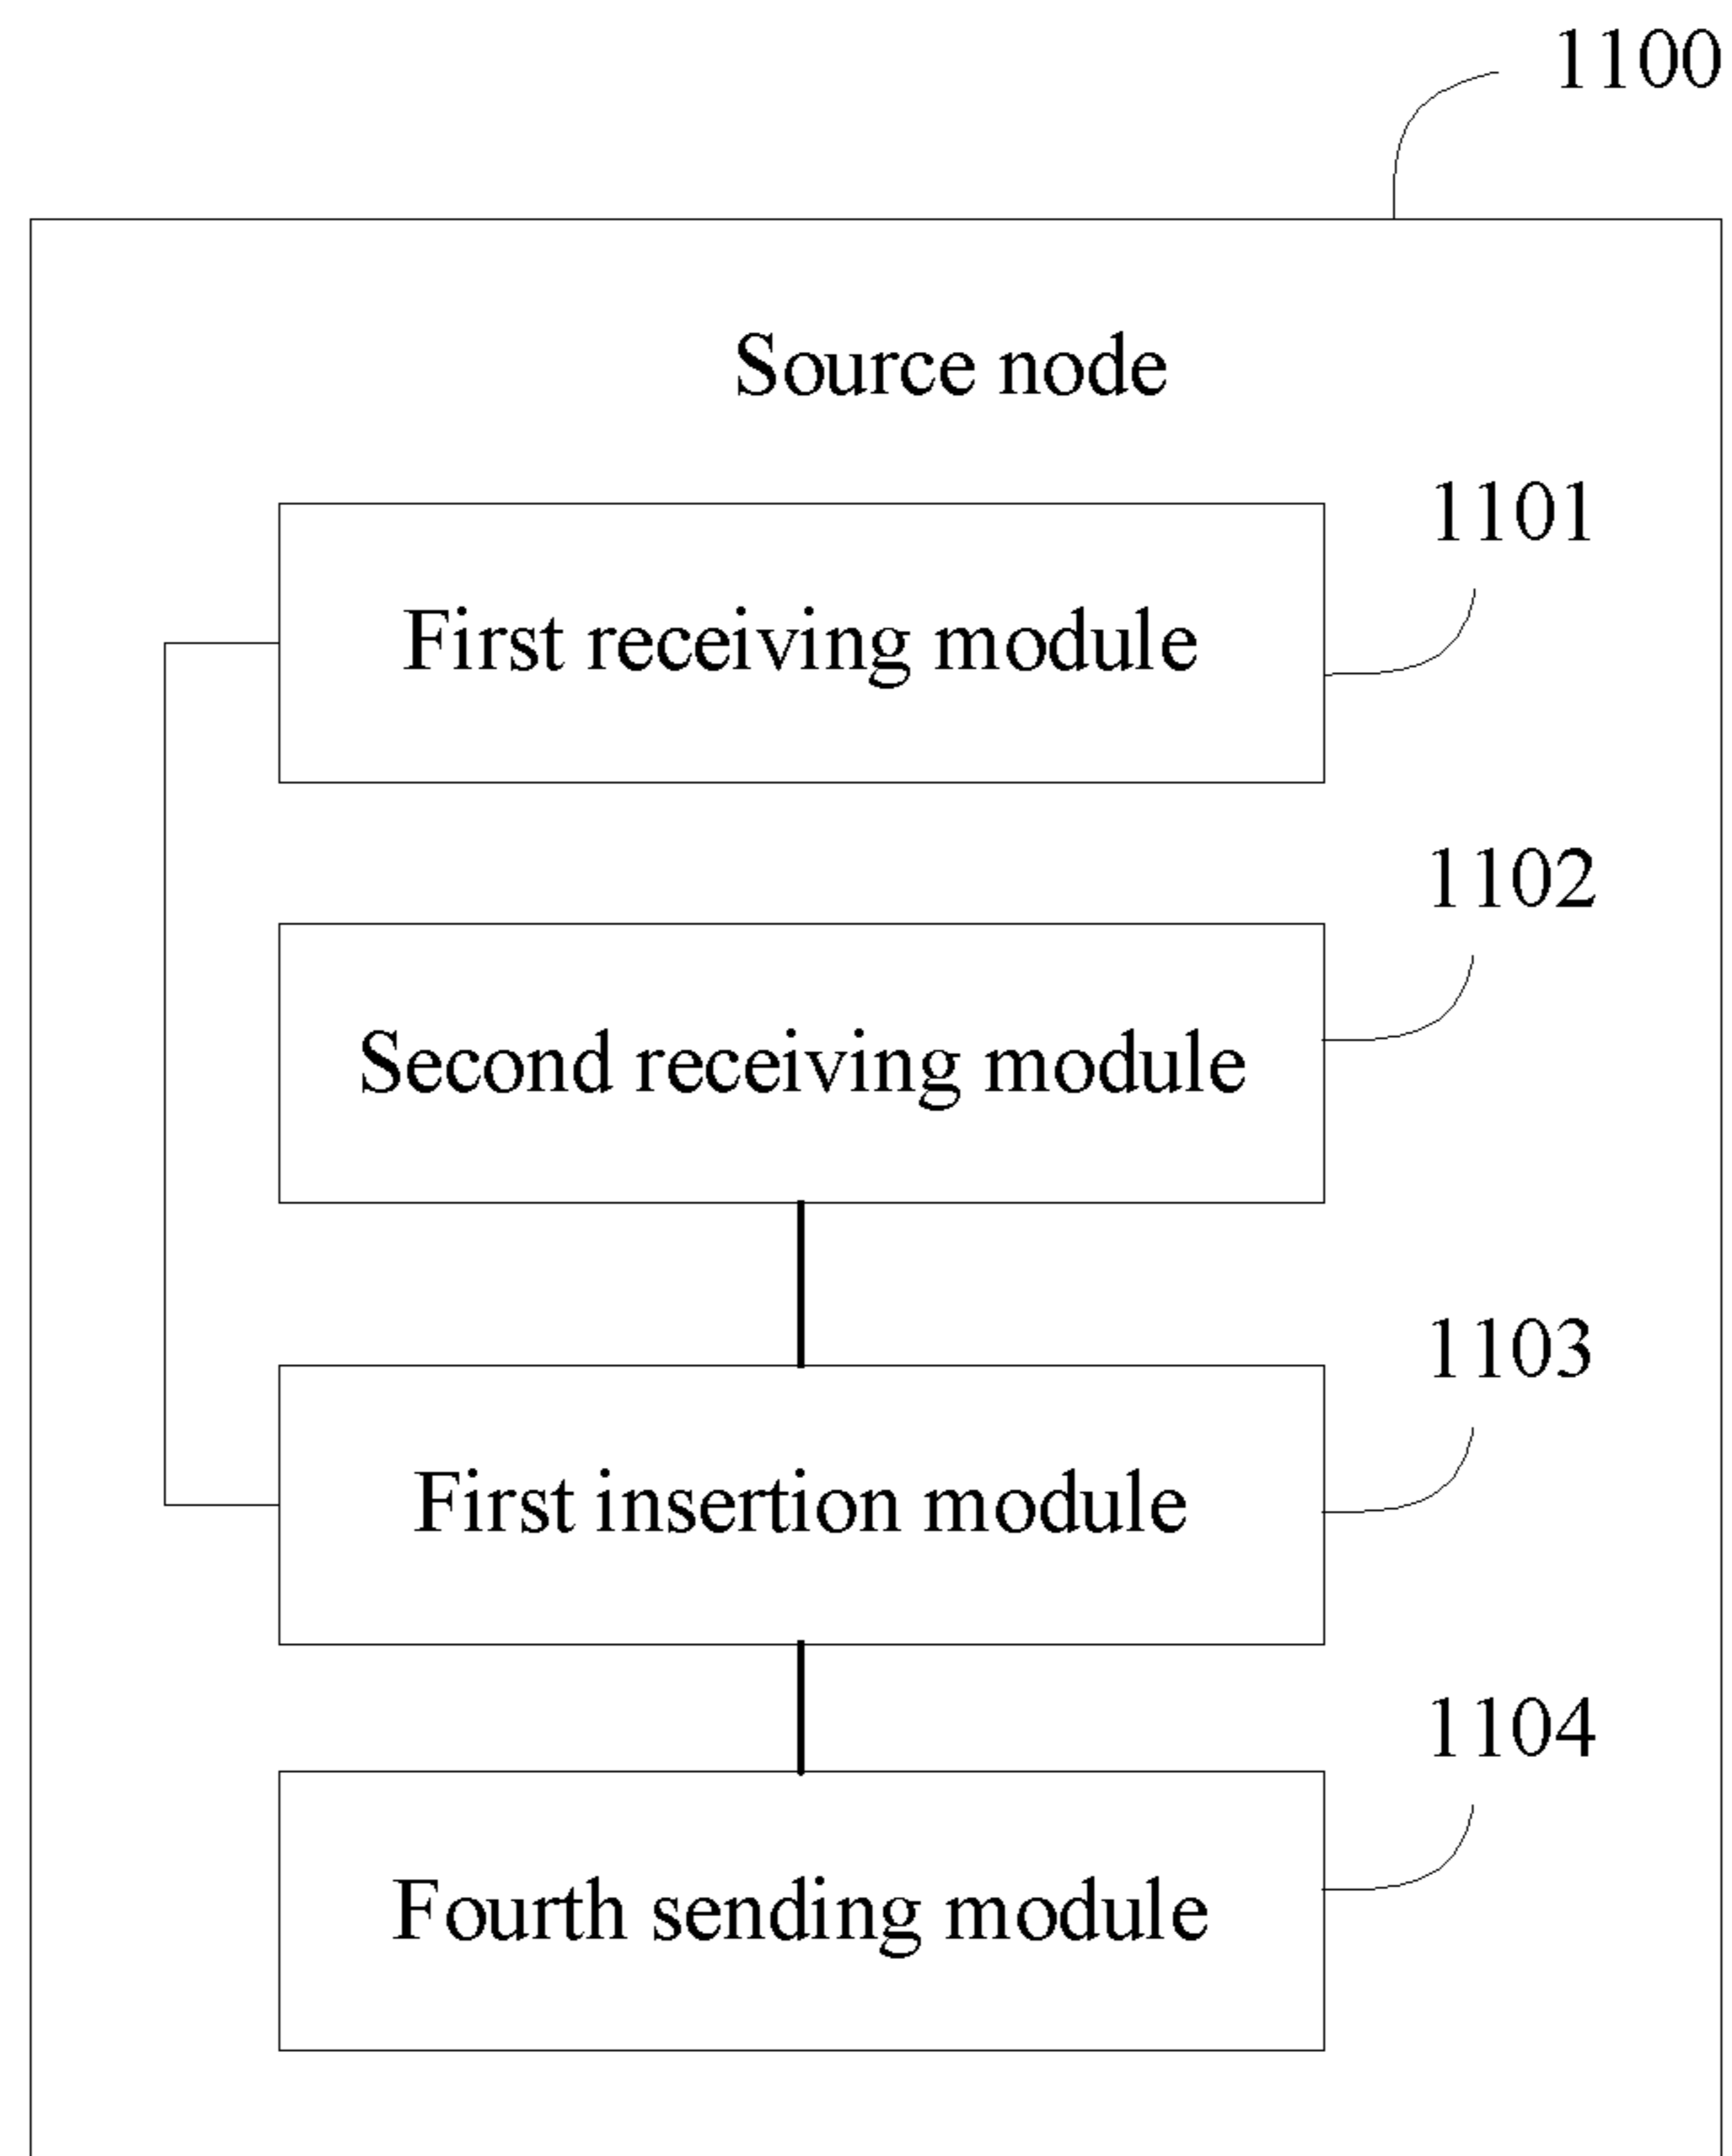 1100
Source node
1101
First receiving module
1102
Second receiving module
1103
First insertion module
1104
Fourth sending module